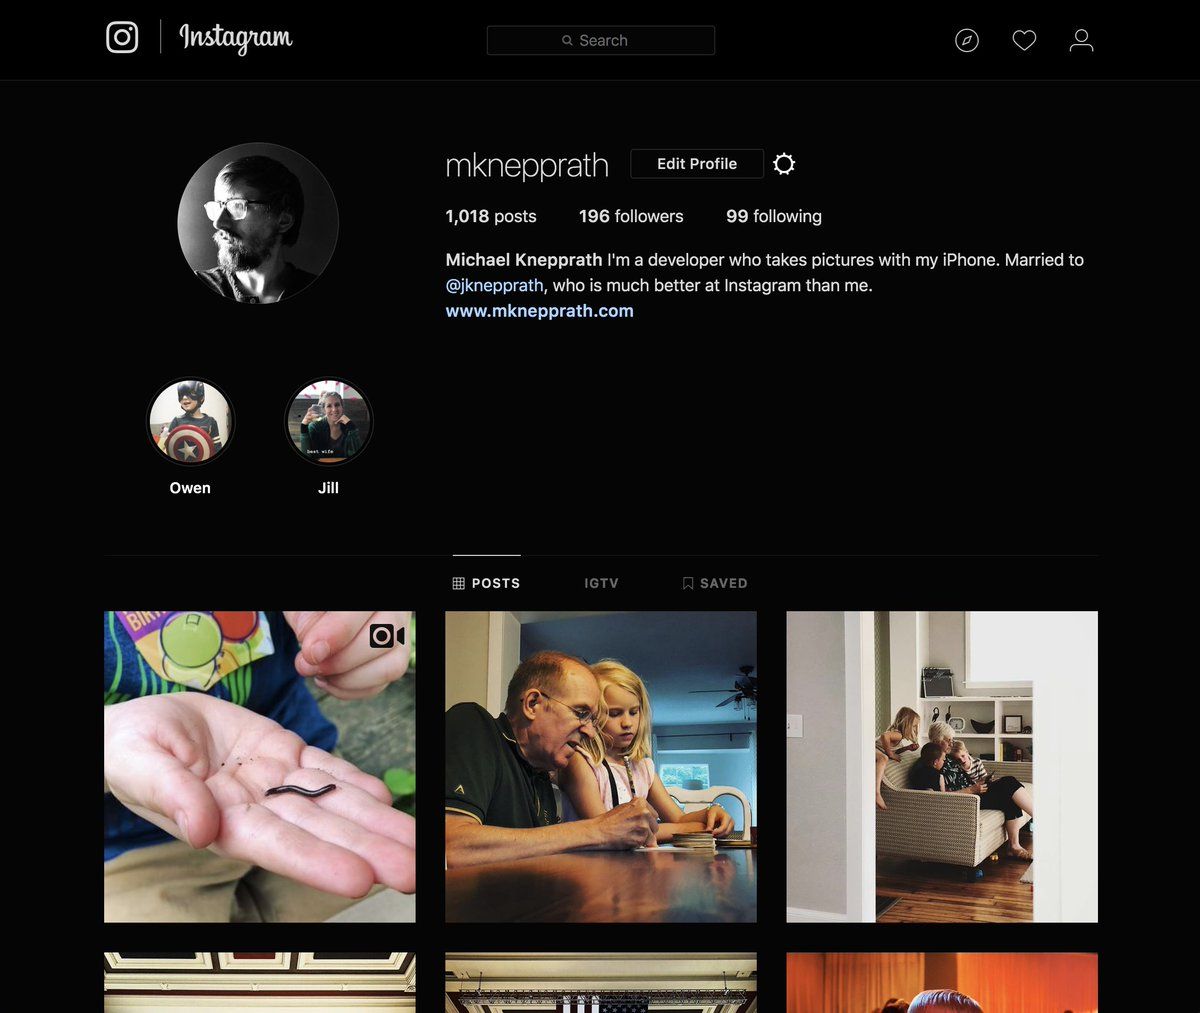 Instagram
Search
mknepprath
Edit Profile
1,018 posts 196 followers 99 following
Michael Knepprath I'm a developer who takes pictures with my iPhone. Married to
@jknepprath, who is much better at Instagram than me.
www.mknepprath.com
best wife
Owen
Jill
POSTS
IGTV
SAVED
BIRT